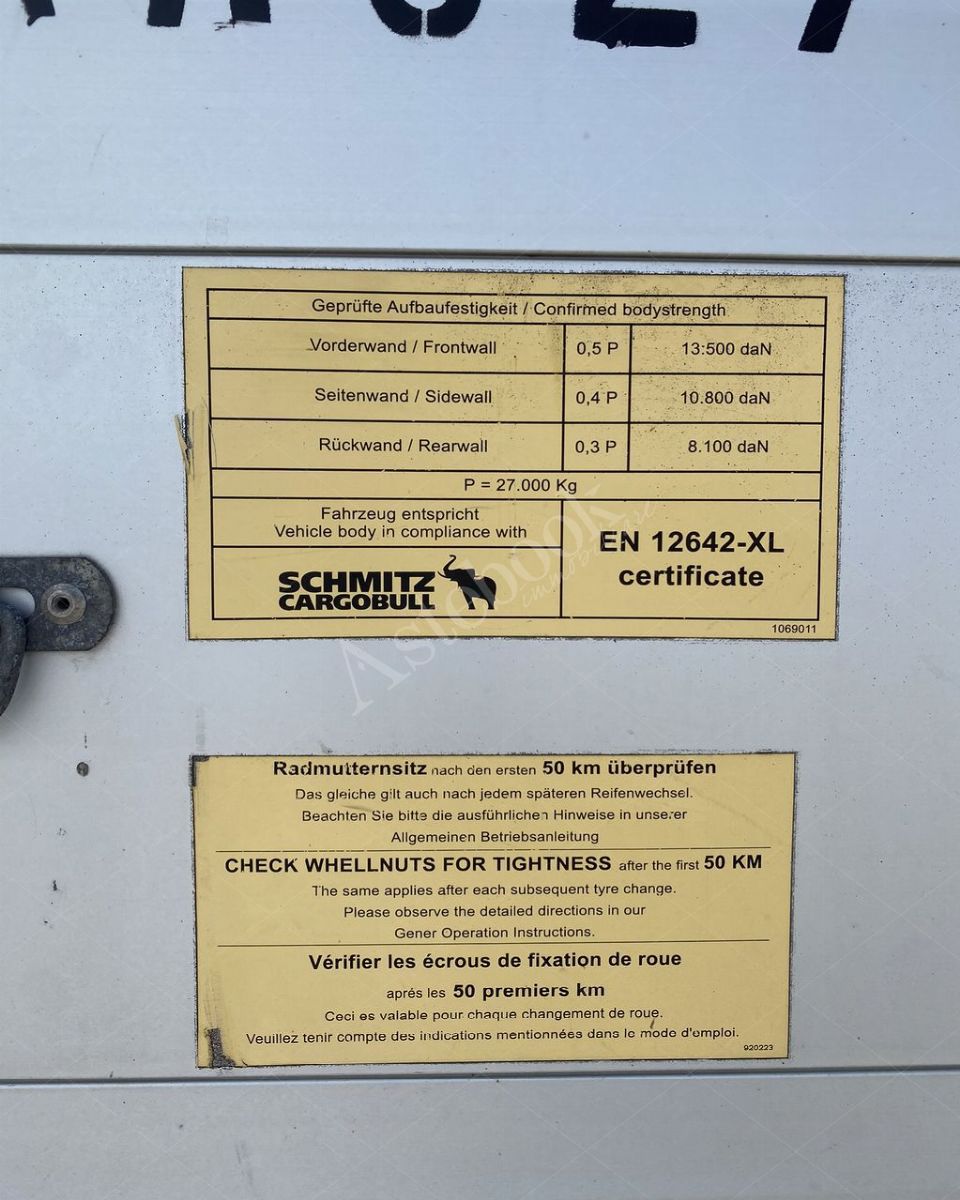 Geprüfte Aufbaufestigkeit / Confirmed bodystrength
Vorderwand / Frontwall 0,5 P 13.500 daN
Seitenwand / Sidewall 0,4 P 10.800 daN
Rückwand / Rearwall 0,3 P 8.100 daN
P = 27.000 Kg
Fahrzeug entspricht
Vehicle body in compliance with
EN 12642-XL
certificate
SCHMITZ
CARGOBULL
1069011
Astobook
Radmutternsitz nach den ersten 50 km überprüfen
Das gleiche gilt auch nach jedem späteren Reifenwechsel.
Beachten Sie bitte die ausführlichen Hinweise in unserer
Allgemeinen Betriebsanleitung
CHECK WHELLNUTS FOR TIGHTNESS after the first 50 KM
The same applies after each subsequent tyre change.
Please observe the detailed directions in our
Gener Operation Instructions.
Vérifier les écrous de fixation de roue
aprés les 50 premiers km
Ceci es valable pour chaque changement de roue.
Veuillez tenir compte des indications mentionnées dans le mode d'emploi.
920223